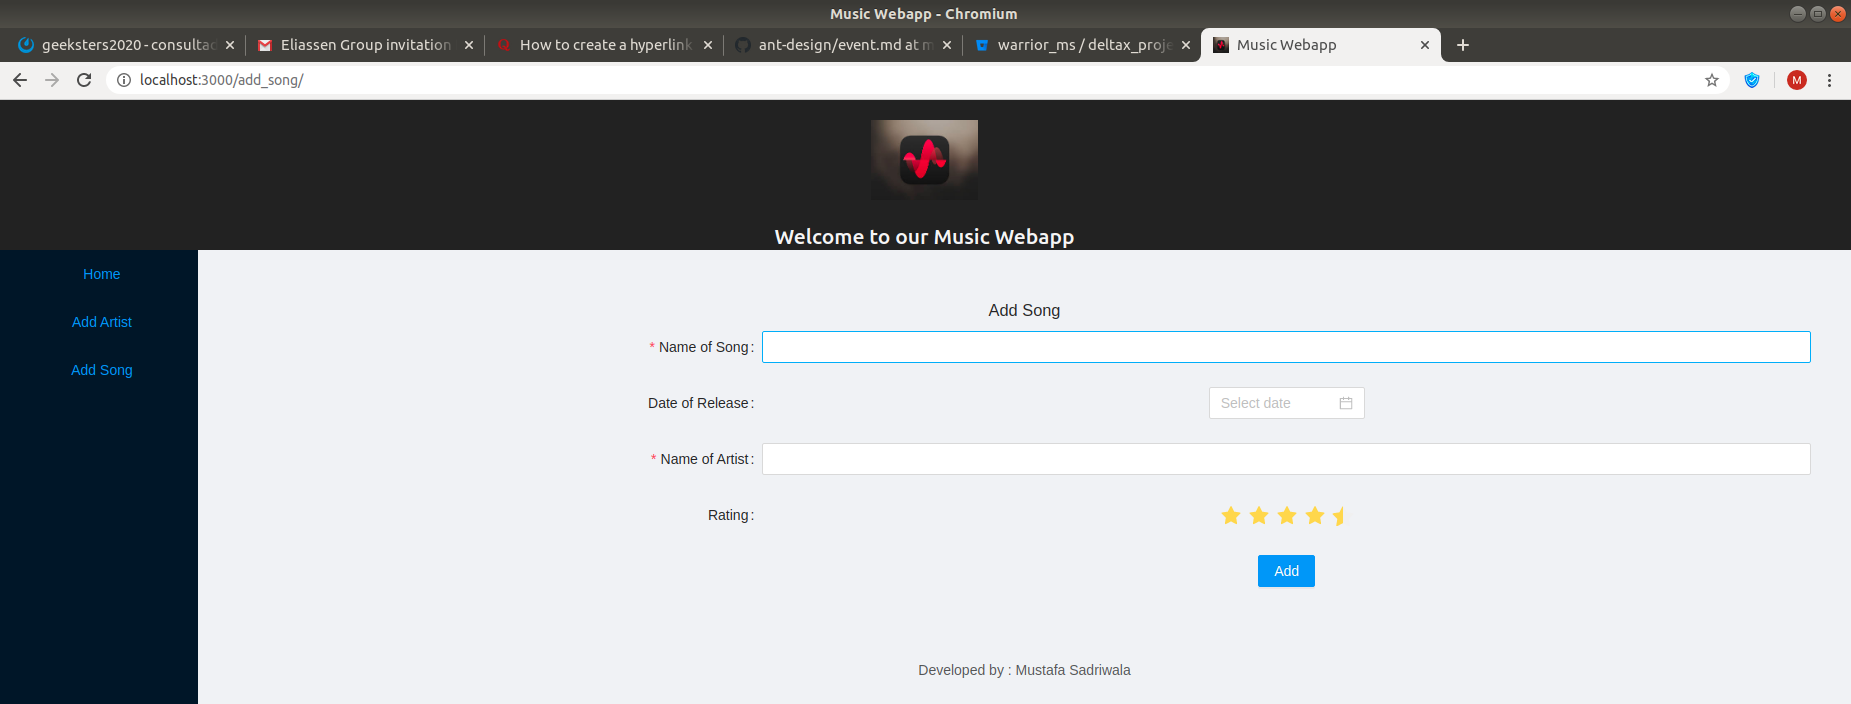 Music Webapp - Chromium
geeksters2020 - consultad
Eliassen Group invitation
How to create a hyperlink
ant-design/event.md at m
warrior_ms / deltax_proje
Music Webapp
localhost:3000/add_song/
M
Welcome to our Music Webapp
Home
Add Artist
Add Song
Add Song
* Name of Song :
Date of Release :
Select date
* Name of Artist :
Rating :
Add
Developed by : Mustafa Sadriwala